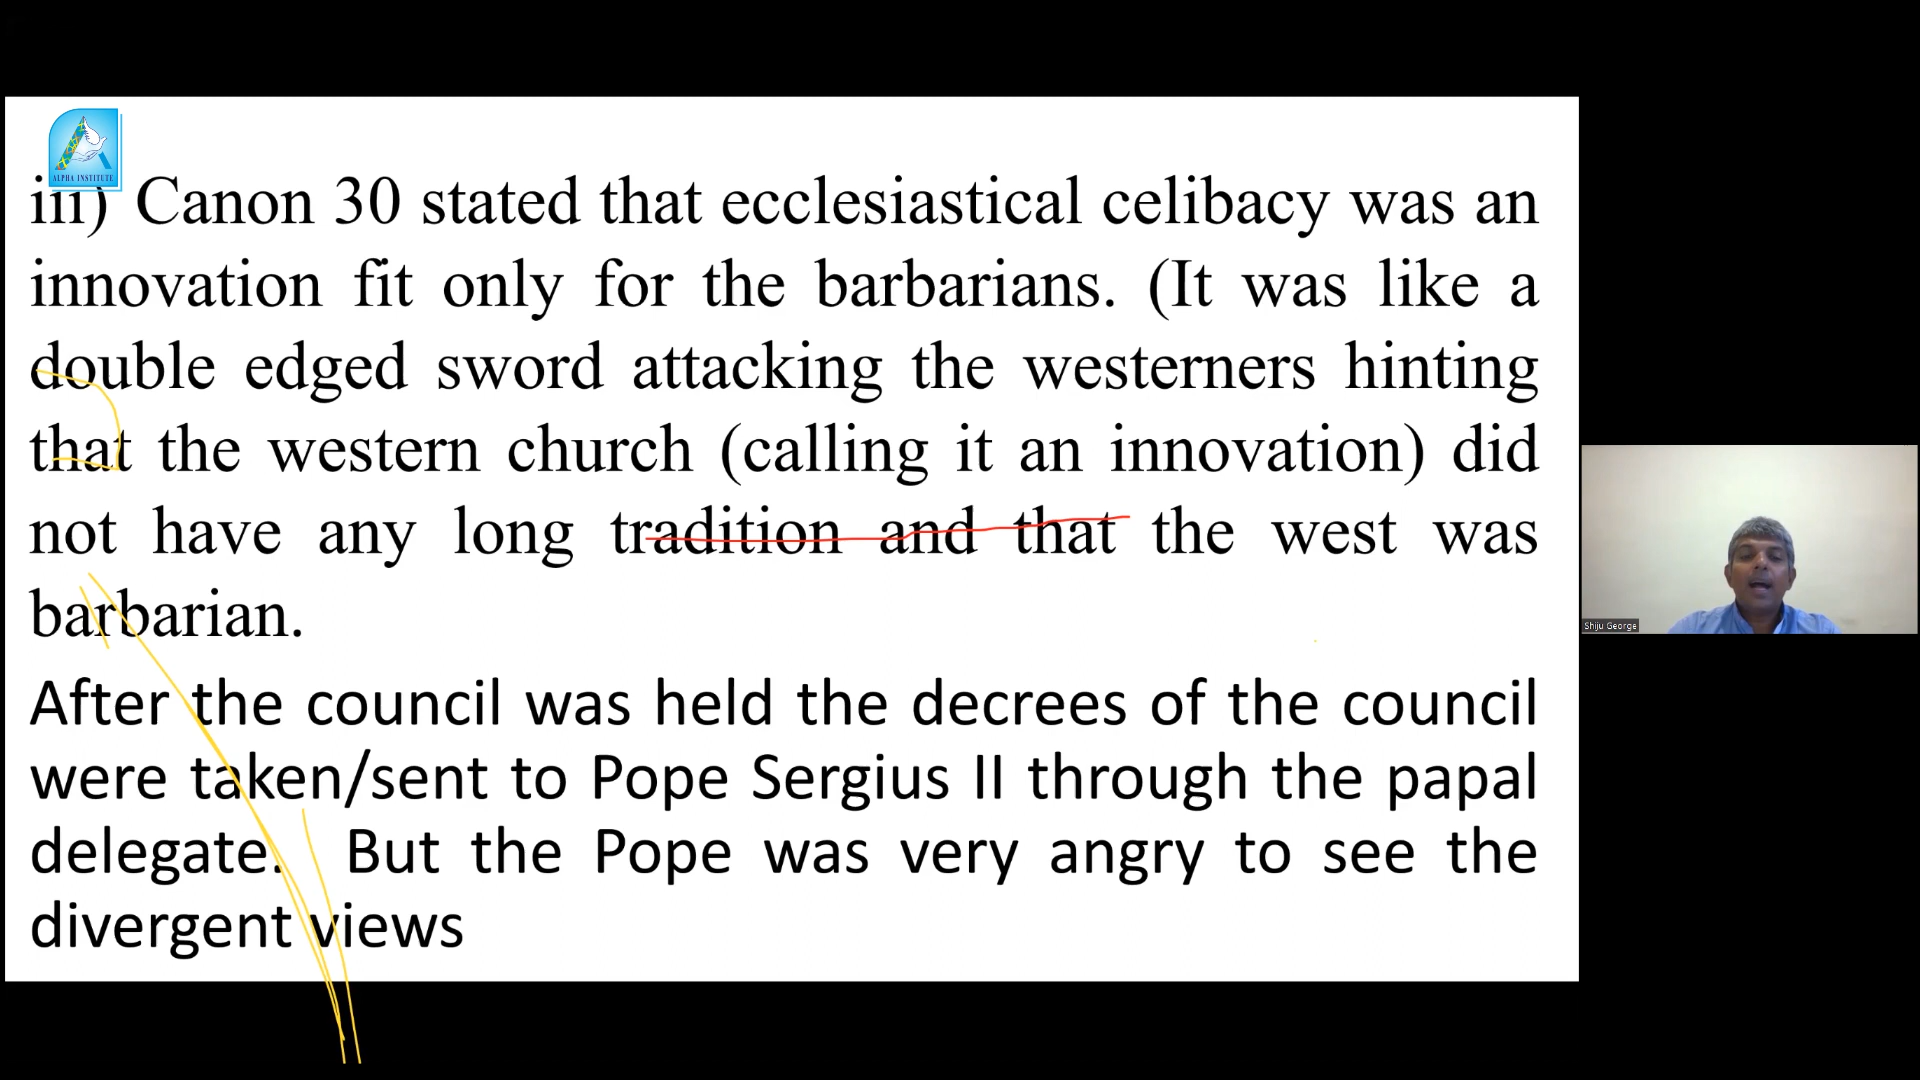 ALPHA INSTITUTE
iii) Canon 30 stated that ecclesiastical celibacy was an
innovation fit only for the barbarians. (It was like a
double edged sword attacking the westerners hinting
that the western church (calling it an innovation) did
not have any long tradition and that the west was
barbarian.
After the council was held the decrees of the council
were taken/sent to Pope Sergius II through the papal
delegate. But the Pope was very angry to see the
divergent views
Shiju George